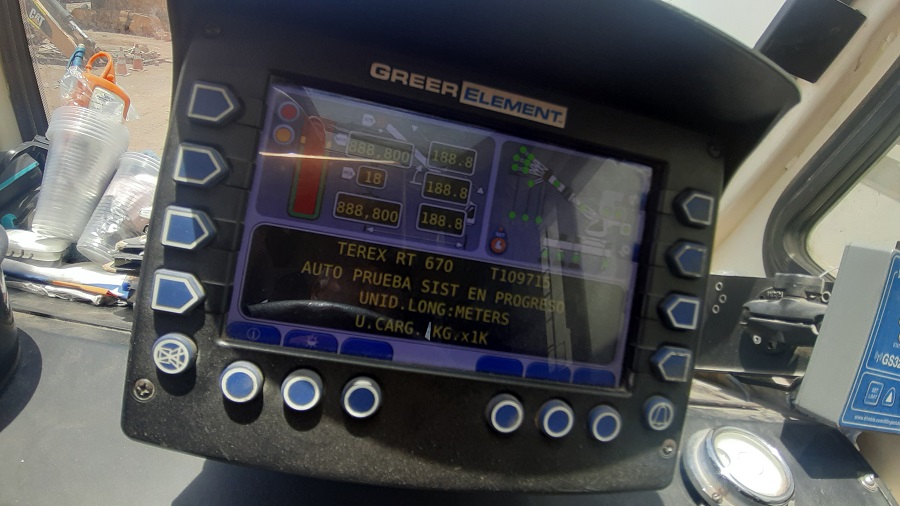 CAT
GREER ELEMENT
888,800 188.8
18 188.8
888,800 188.8
TEREX RT 670 T109715
AUTO PRUEBA SIST EN PROGRESO
UNID.LONG:METERS
U.CARG.:KG.x1K